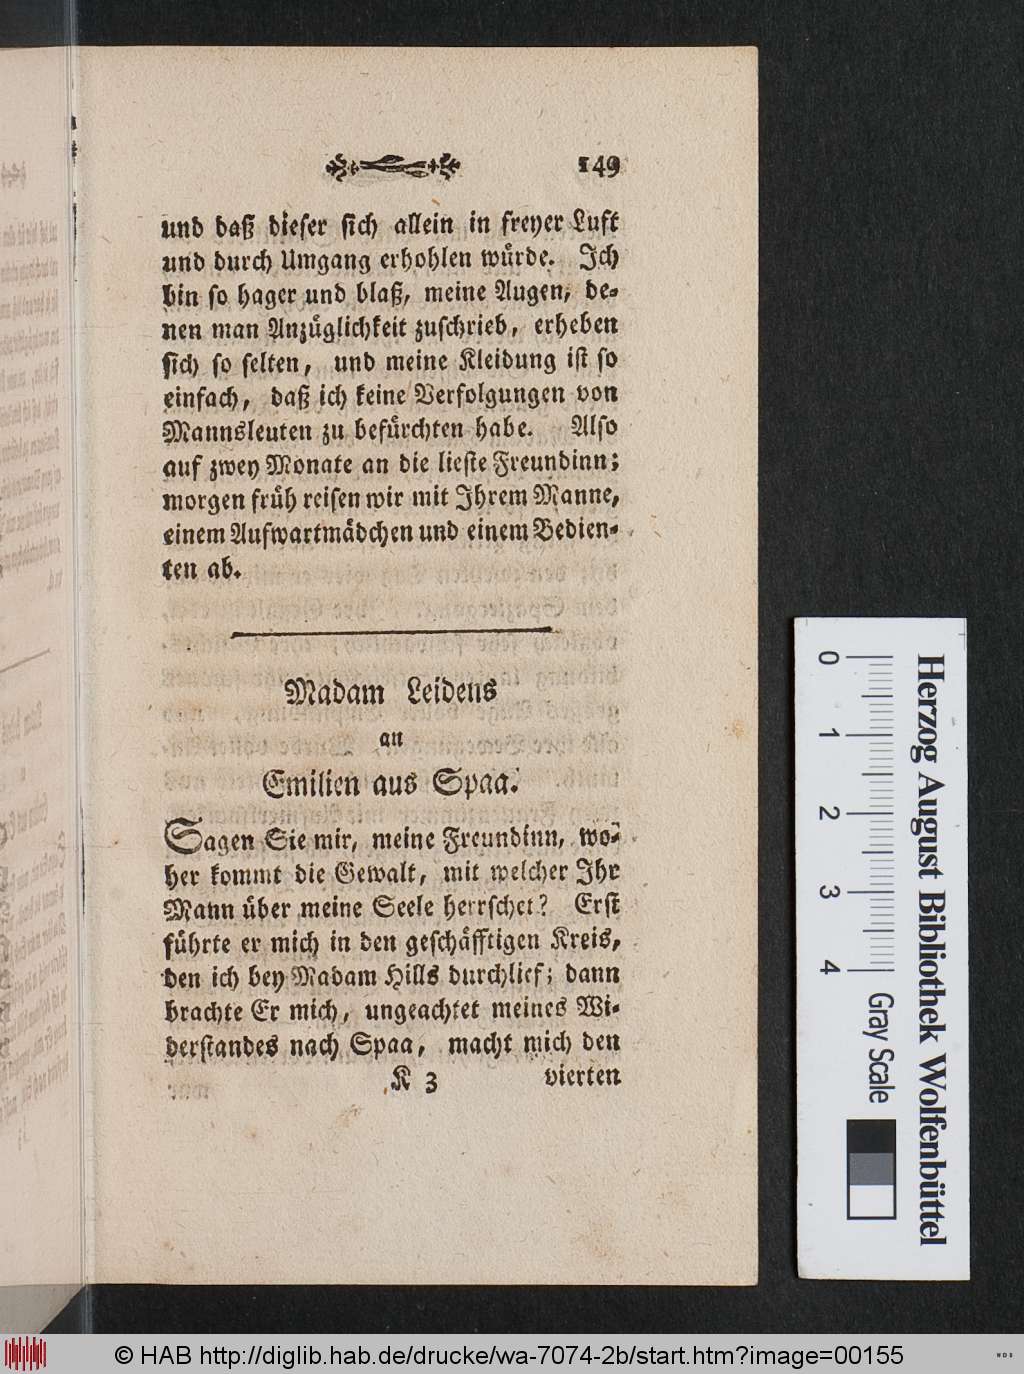 149
und daß dieser sich allein in freyer Luft
und durch Umgang erhohlen würde. Ich
bin so hager und blaß, meine Augen, de-
nen man Anzüglichkeit zuschrieb, erheben
sich so selten, und meine Kleidung ist so
einfach, daß ich keine Verfolgungen von
Mannsleuten zu befürchten habe. Also
auf zwey Monate an die lieste Freundinn;
morgen früh reisen wir mit Ihrem Manne,
einem Aufwartmädchen und einem Bedien-
ten ab.
Madam Leidens
an
Emilien aus Spaa.
Sagen Sie mir, meine Freundinn, wo-
her kommt die Gewalt, mit welcher Ihr
Mann über meine Seele herrschet? Erst
führte er mich in den geschäfftigen Kreis,
den ich bey Madam Hills durchlief; dann
brachte Er mich, ungeachtet meines Wi-
derstandes nach Spaa, macht mich den
K 3 vierten
Herzog August Bibliothek Wolfenbüttel
0 1 2 3 4 Gray Scale
© HAB http://diglib.hab.de/drucke/wa-7074-2b/start.htm?image=00155
WDB